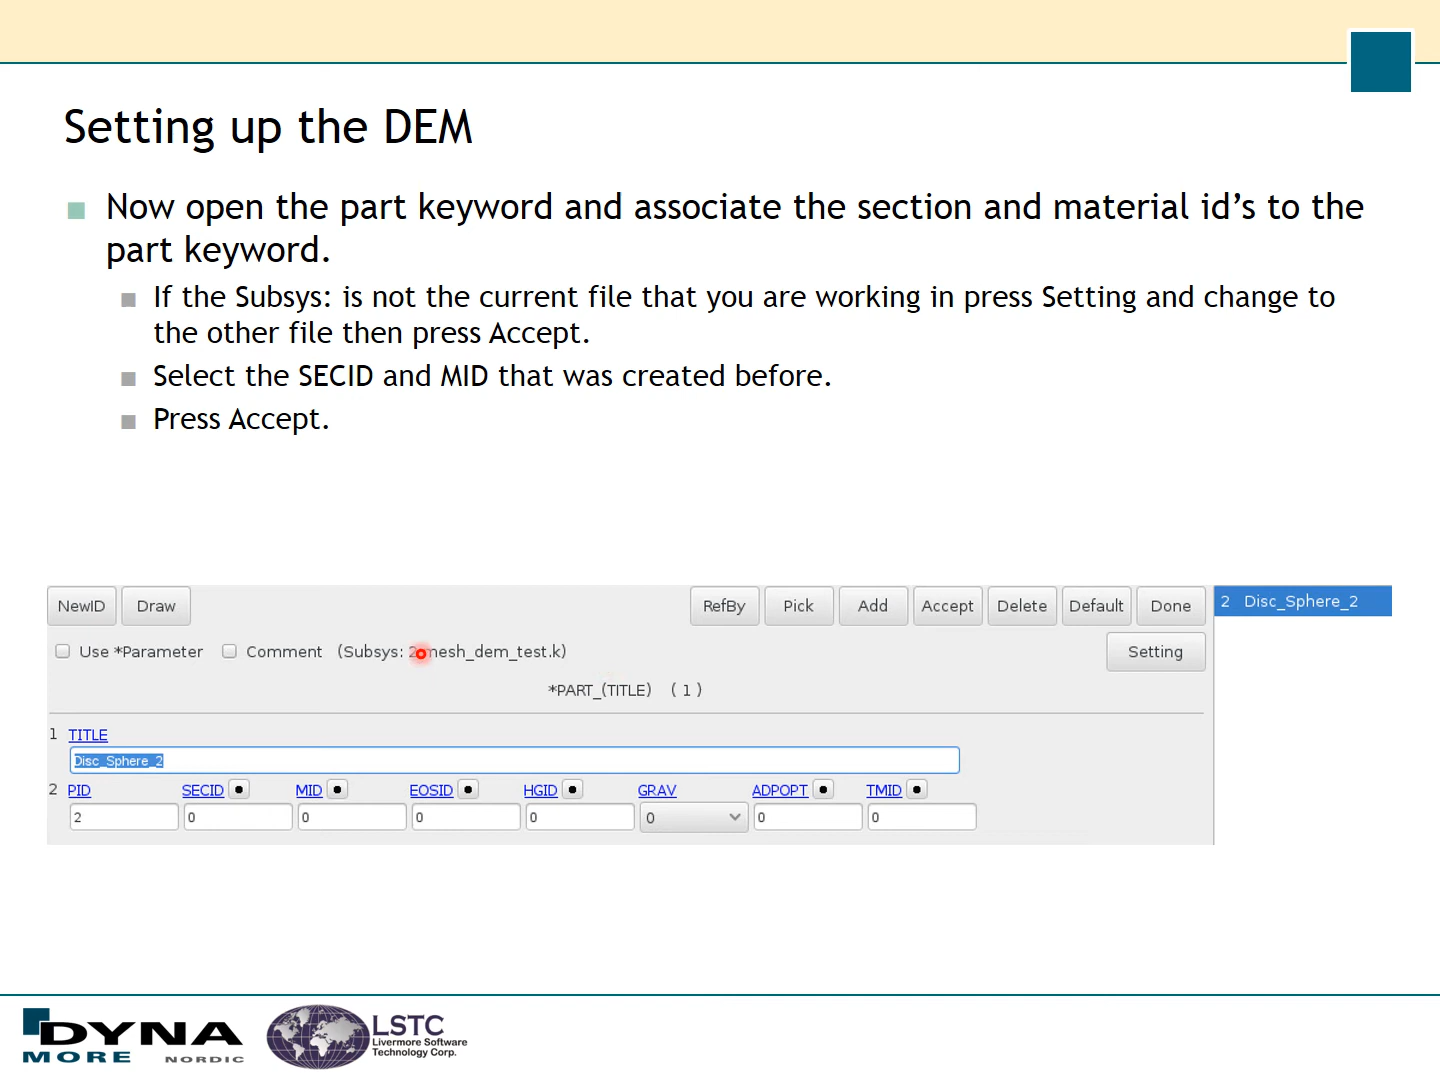 Setting up the DEM
Now open the part keyword and associate the section and material id’s to the
part keyword.
If the Subsys: is not the current file that you are working in press Setting and change to
the other file then press Accept.
Select the SECID and MID that was created before.
Press Accept.
NewID Draw RefBy Pick Add Accept Delete Default Done 2 Disc_Sphere_2
Use *Parameter Comment (Subsys: 2 mesh_dem_test.k) Setting
*PART_(TITLE) (1)
1 TITLE
Disc_Sphere_2
2 PID SECID MID EOSID HGID GRAV ADPOPT TMID
2 0 0 0 0 0 0 0
DYNA
MORE NORDIC
LSTC
Livermore Software
Technology Corp.